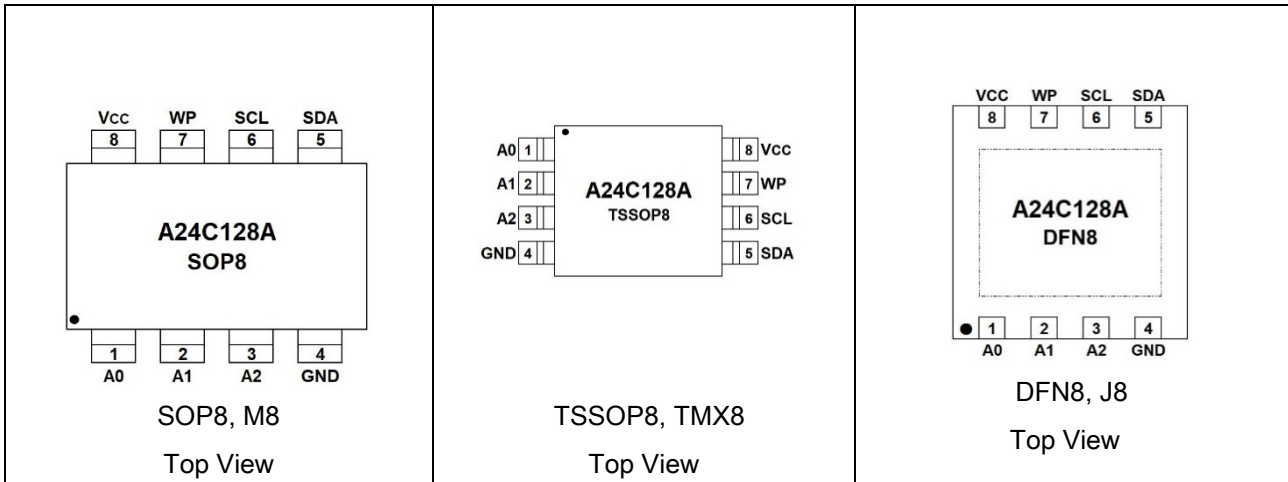 Vcc WP SCL SDA
8 7 6 5
A24C128A
SOP8
1 2 3 4
A0 A1 A2 GND
SOP8, M8
Top View
A0 1 8 Vcc
A1 2 7 WP
A24C128A
TSSOP8
A2 3 6 SCL
GND 4 5 SDA
TSSOP8, TMX8
Top View
VCC WP SCL SDA
8 7 6 5
A24C128A
DFN8
1 2 3 4
A0 A1 A2 GND
DFN8, J8
Top View